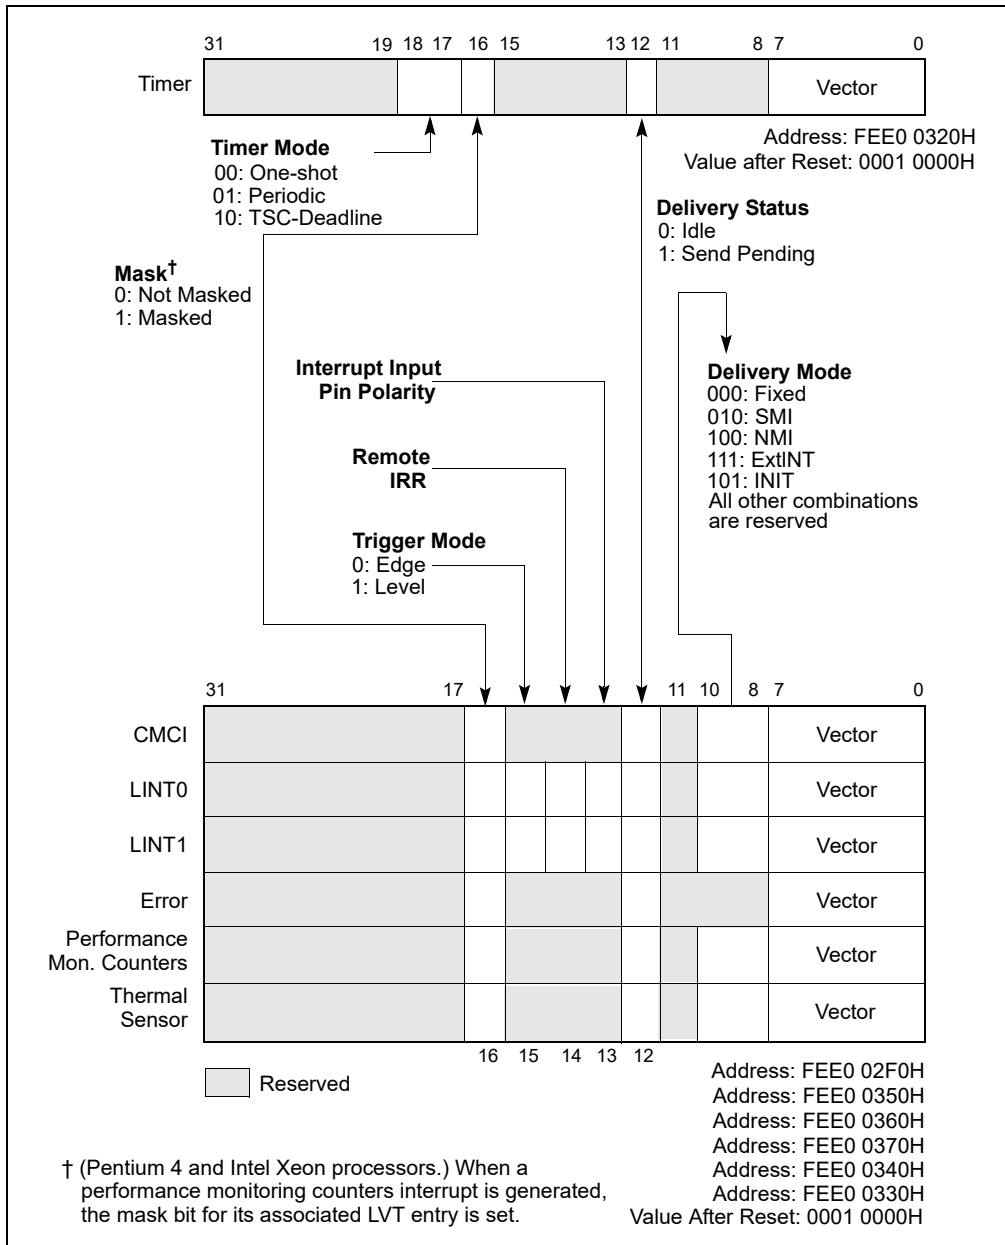 31 19 18 17 16 15 13 12 11 8 7 0
Timer Vector
Address: FEE0 0320H
Value after Reset: 0001 0000H
Timer Mode
00: One-shot
01: Periodic
10: TSC-Deadline
Delivery Status
0: Idle
1: Send Pending
Mask†
0: Not Masked
1: Masked
Interrupt Input
Pin Polarity
Delivery Mode
000: Fixed
010: SMI
100: NMI
111: ExtINT
101: INIT
All other combinations
are reserved
Remote
IRR
Trigger Mode
0: Edge
1: Level
31 17 11 10 8 7 0
CMCI Vector
LINT0 Vector
LINT1 Vector
Error Vector
Performance
Mon. Counters Vector
Thermal
Sensor Vector
16 15 14 13 12
Reserved
Address: FEE0 02F0H
Address: FEE0 0350H
Address: FEE0 0360H
Address: FEE0 0370H
Address: FEE0 0340H
Address: FEE0 0330H
Value After Reset: 0001 0000H
† (Pentium 4 and Intel Xeon processors.) When a
performance monitoring counters interrupt is generated,
the mask bit for its associated LVT entry is set.